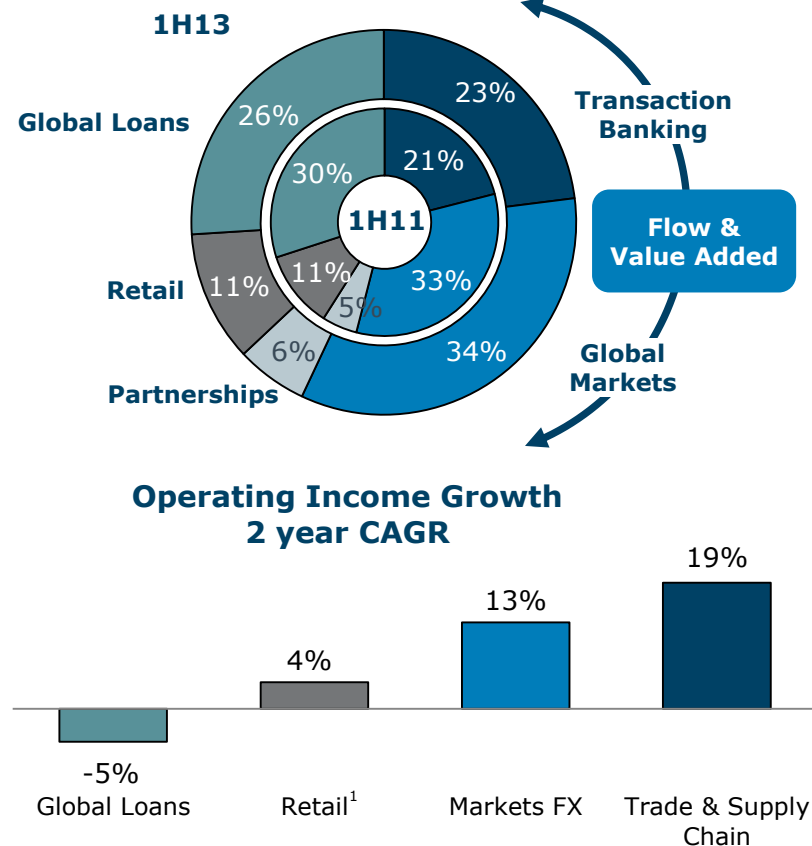 1H13
Global Loans
26%
23%
Transaction
Banking
30%
21%
1H11
Flow &
Value Added
Retail
11%
11%
5%
33%
34%
6%
Global
Markets
Partnerships
Operating Income Growth
2 year CAGR
19%
13%
4%
-5%
Global Loans
Retail¹
Markets FX
Trade & Supply
Chain